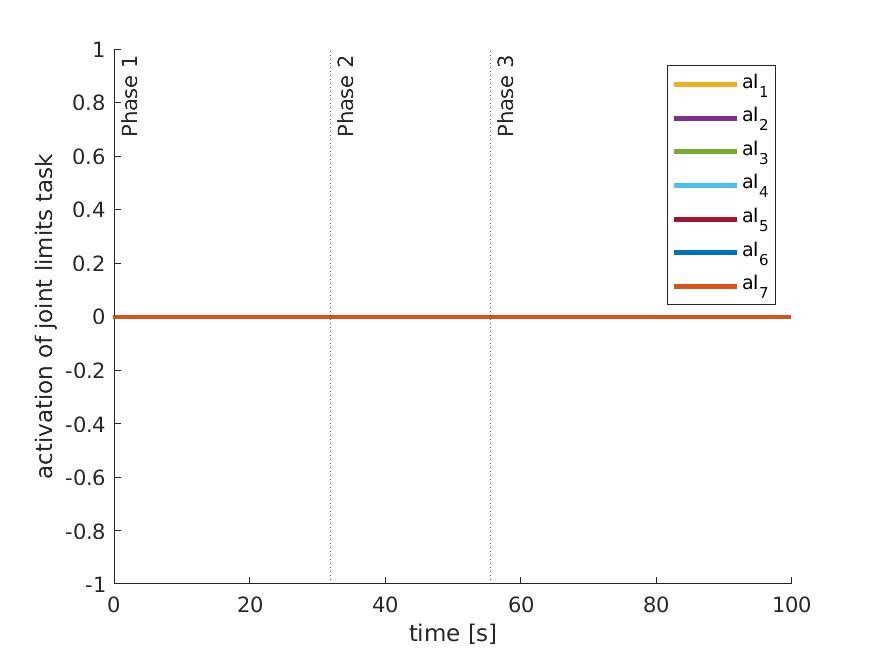 1
0.8
0.6
0.4
0.2
0
-0.2
-0.4
-0.6
-0.8
-1
0
20
40
60
80
100
time [s]
activation of joint limits task
Phase 1
Phase 2
Phase 3
al1
al2
al3
al4
al5
al6
al7